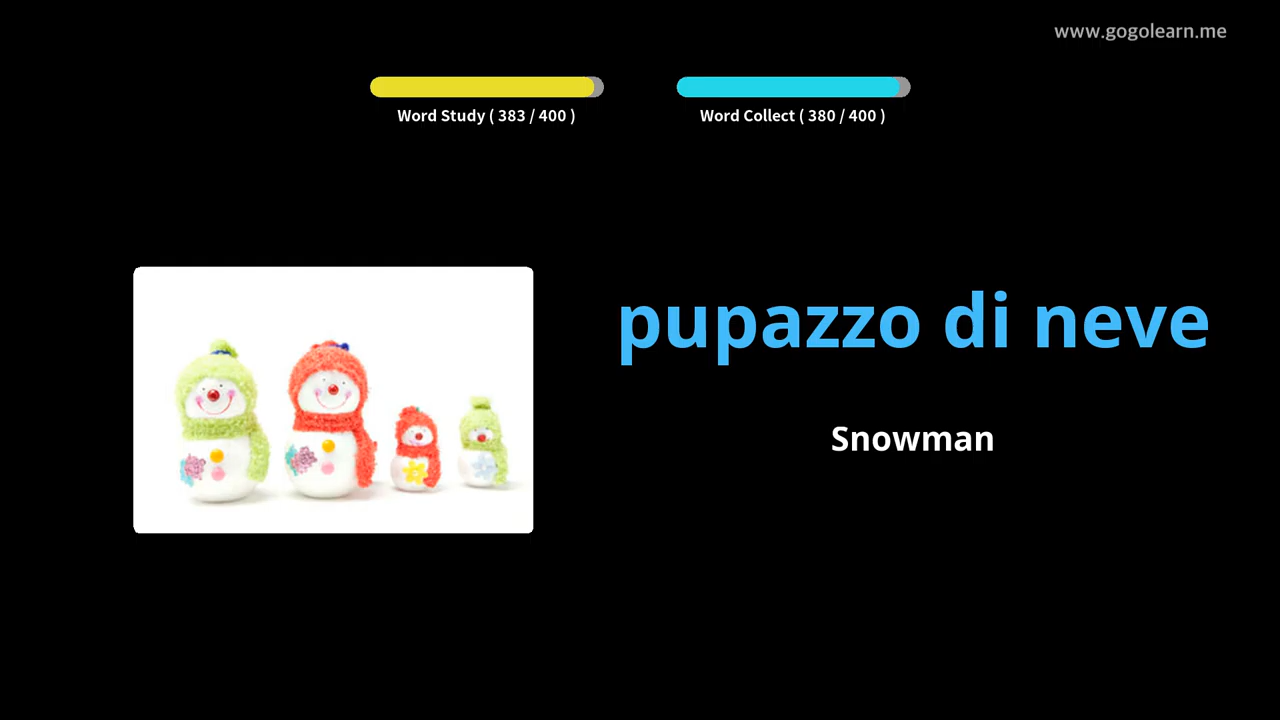 www.gogolearn.me
Word Study ( 383 / 400 )
Word Collect ( 380 / 400 )
pupazzo di neve
Snowman